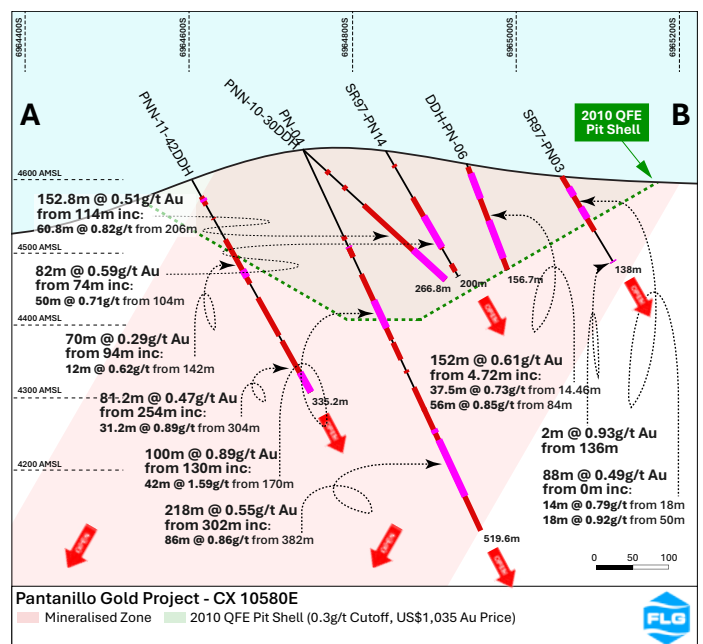 6964400S
6964600S
6964800S
6965000S
6965200S
A
B
2010 QFE
Pit Shell
PNN-11-42DDH
PNN-10-30DDH
PN-04
SR97-PN14
DDH-PN-06
SR97-PN03
4600 AMSL
4500 AMSL
4400 AMSL
4300 AMSL
4200 AMSL
152.8m @ 0.51g/t Au
from 114m inc:
60.8m @ 0.82g/t from 206m
82m @ 0.59g/t Au
from 74m inc:
50m @ 0.71g/t from 104m
70m @ 0.29g/t Au
from 94m inc:
12m @ 0.62g/t from 142m
81.2m @ 0.47g/t Au
from 254m inc:
31.2m @ 0.89g/t from 304m
100m @ 0.89g/t Au
from 130m inc:
42m @ 1.59g/t from 170m
218m @ 0.55g/t Au
from 302m inc:
86m @ 0.86g/t from 382m
152m @ 0.61g/t Au
from 4.72m inc:
37.5m @ 0.73g/t from 14.46m
56m @ 0.85g/t from 84m
2m @ 0.93g/t Au
from 136m
88m @ 0.49g/t Au
from 0m inc:
14m @ 0.79g/t from 18m
18m @ 0.92g/t from 50m
266.8m
200m
156.7m
138m
335.2m
519.6m
OPEN
OPEN
OPEN
OPEN
OPEN
OPEN
0 50 100
Pantanillo Gold Project - CX 10580E
Mineralised Zone
2010 QFE Pit Shell (0.3g/t Cutoff, US$1,035 Au Price)
FLG